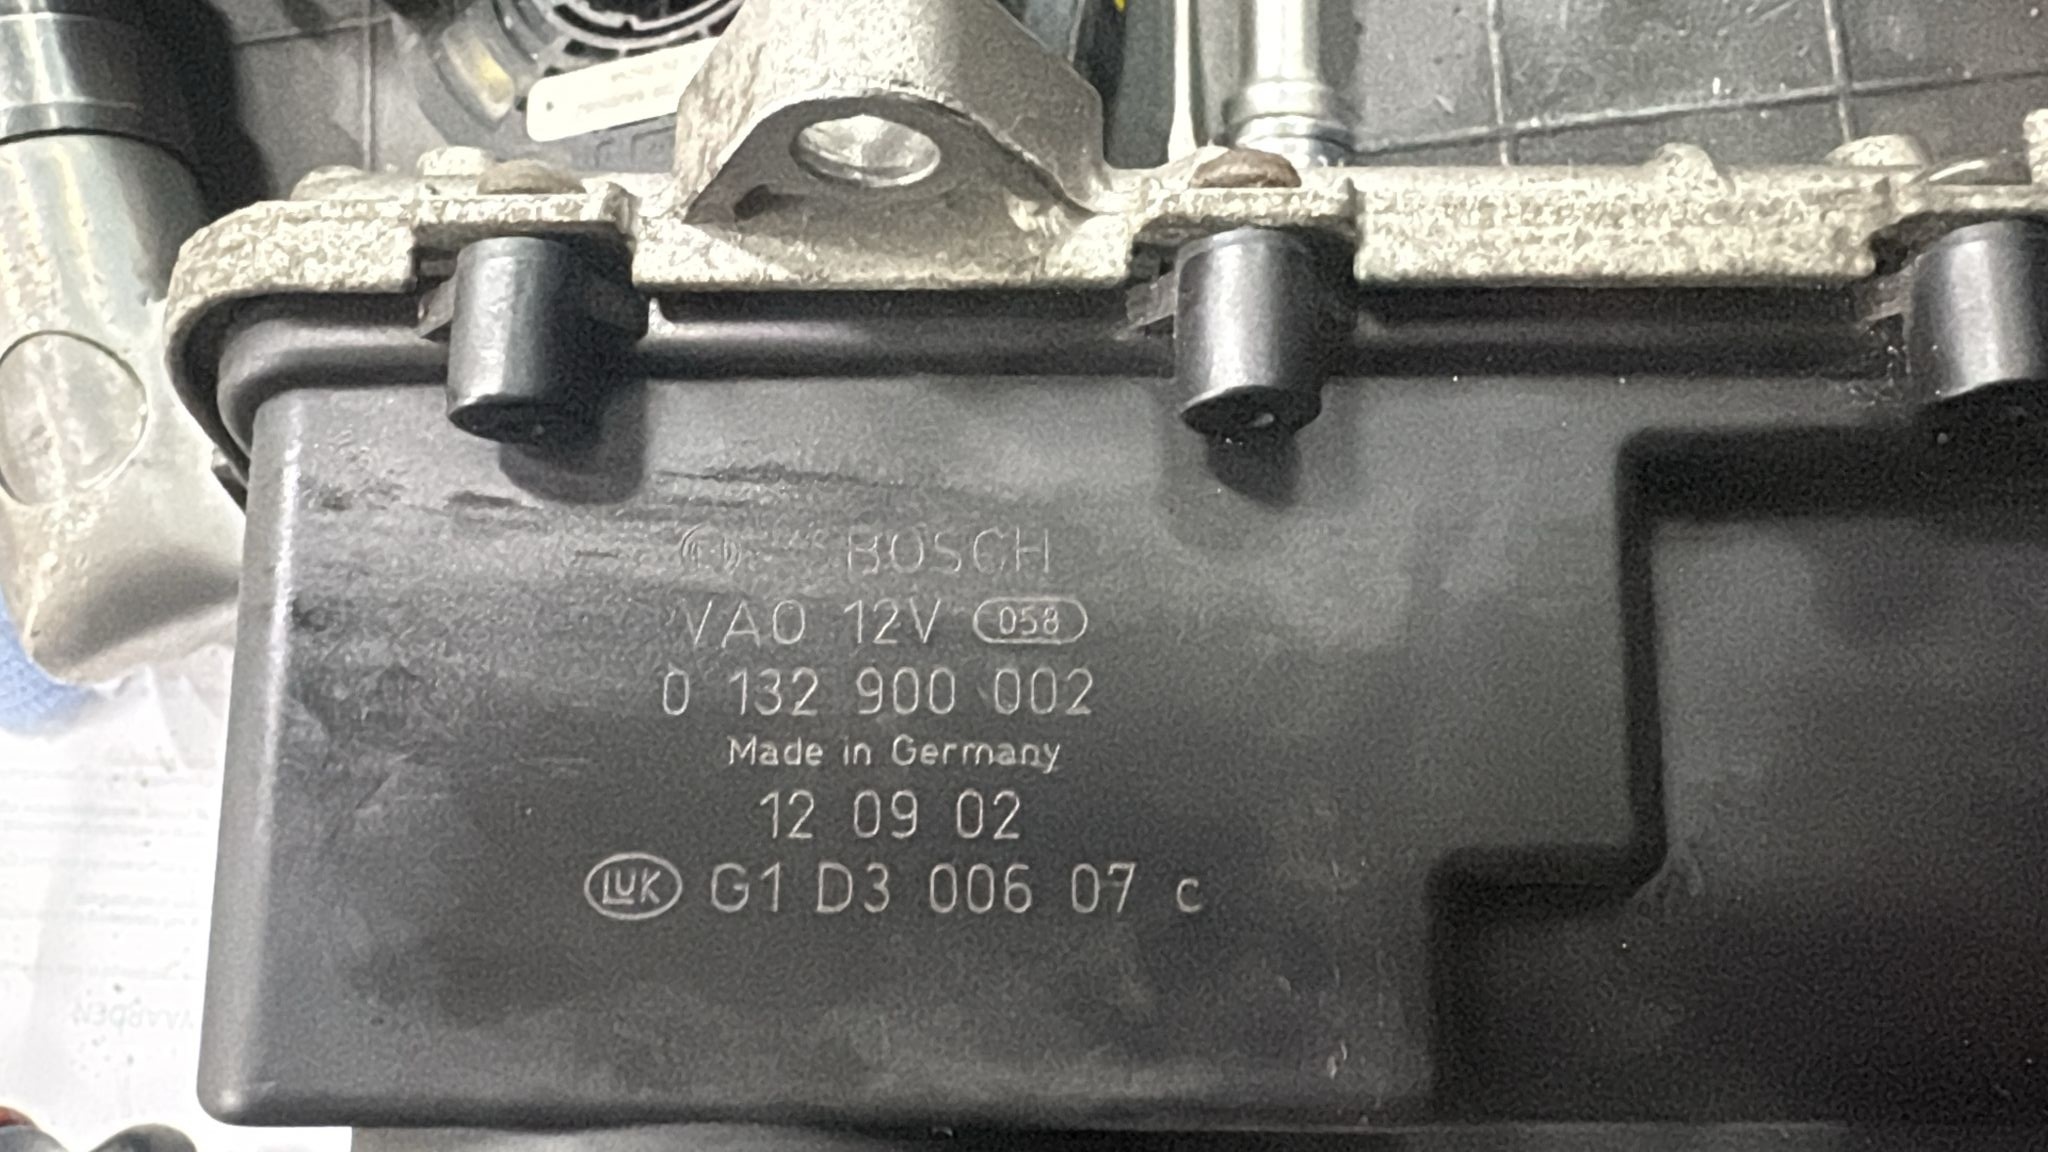 BOSCH
VAO 12V 058
0 132 900 002
Made in Germany
12 09 02
LUK G1 D3 006 07 c